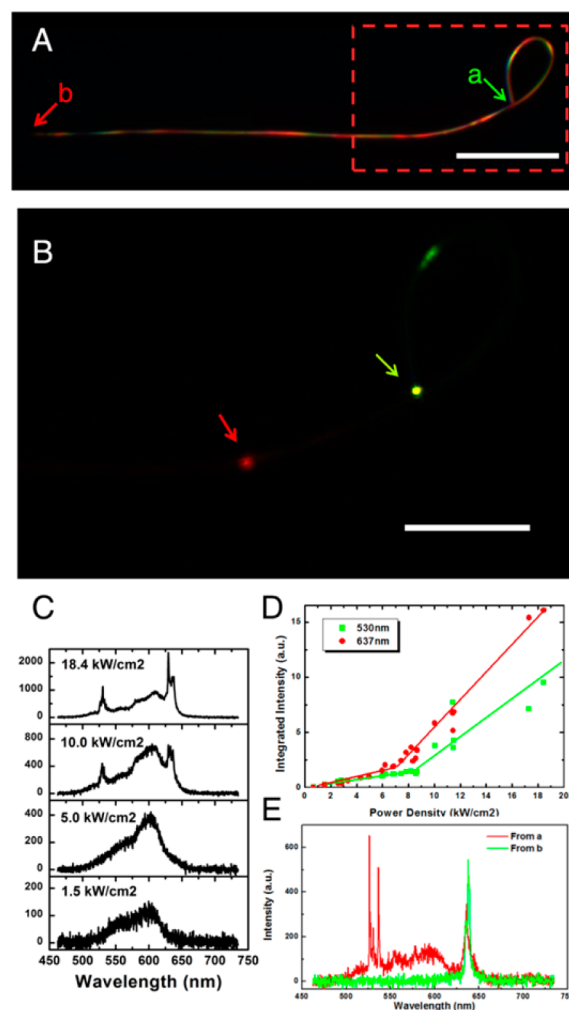 A
b
a
B
C
18.4 kW/cm2
10.0 kW/cm2
5.0 kW/cm2
1.5 kW/cm2
2000
1000
0
800
400
0
400
200
0
200
100
0
450 500 550 600 650 700 750
Wavelength (nm)
D
530nm
637nm
Integrated Intensity (a.u.)
15
10
5
0
0 2 4 6 8 10 12 14 16 18 20
Power Density (kW/cm2)
E
From a
From b
Intensity (a.u.)
600
400
200
0
450 500 550 600 650 700 750
Wavelength (nm)